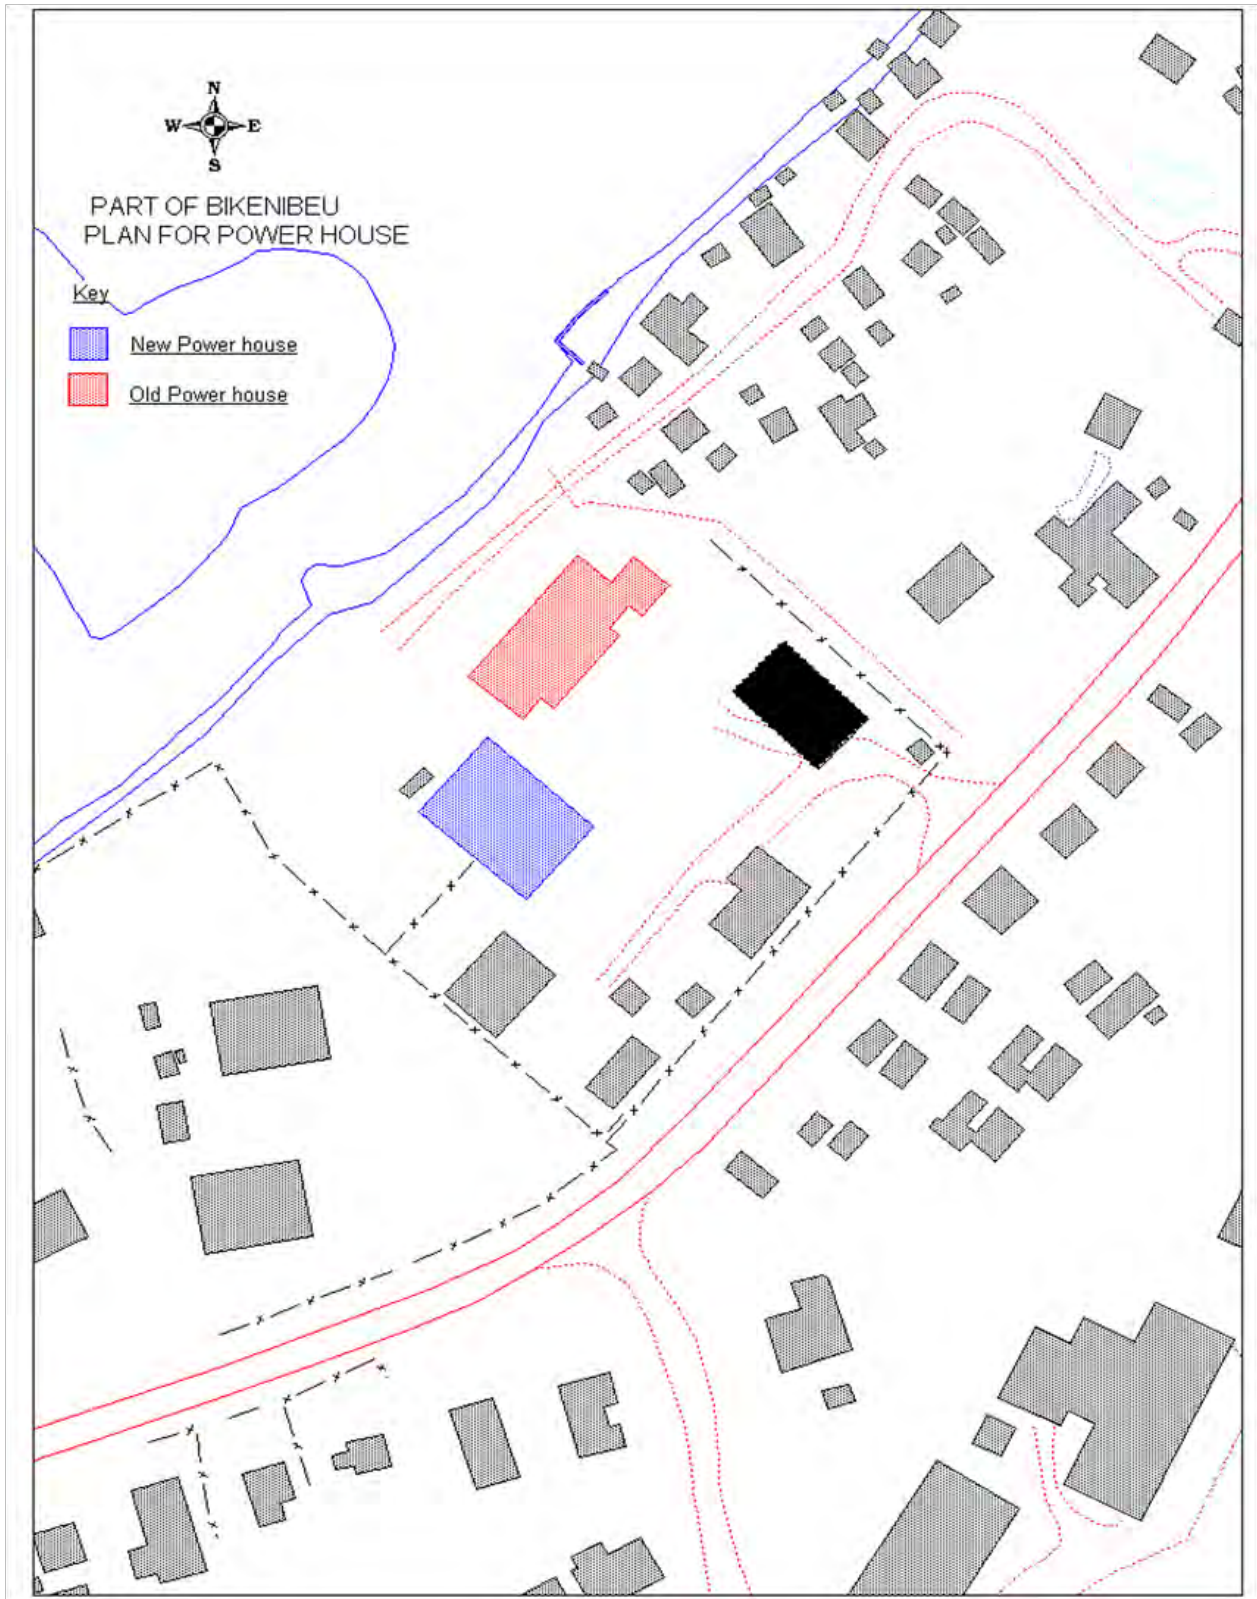 N
W E
S
PART OF BIKENIBEU
PLAN FOR POWER HOUSE
Key
New Power house
Old Power house